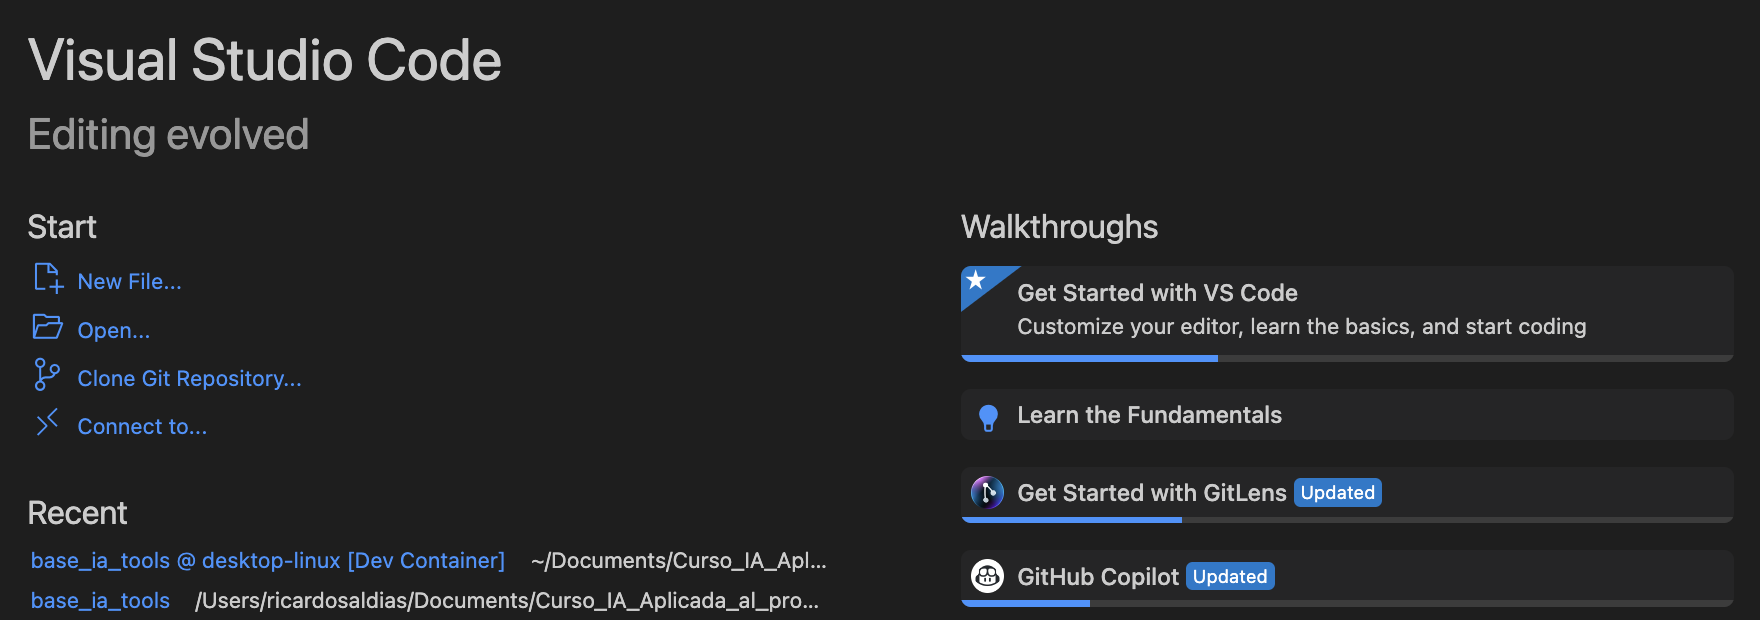 Visual Studio Code
Editing evolved
Start
New File...
Open...
Clone Git Repository...
Connect to...
Recent
base_ia_tools @ desktop-linux [Dev Container] ~/Documents/Curso_IA_Apl...
base_ia_tools /Users/ricardosaldias/Documents/Curso_IA_Aplicada_al_pro...
Walkthroughs
Get Started with VS Code
Customize your editor, learn the basics, and start coding
Learn the Fundamentals
Get Started with GitLens Updated
GitHub Copilot Updated